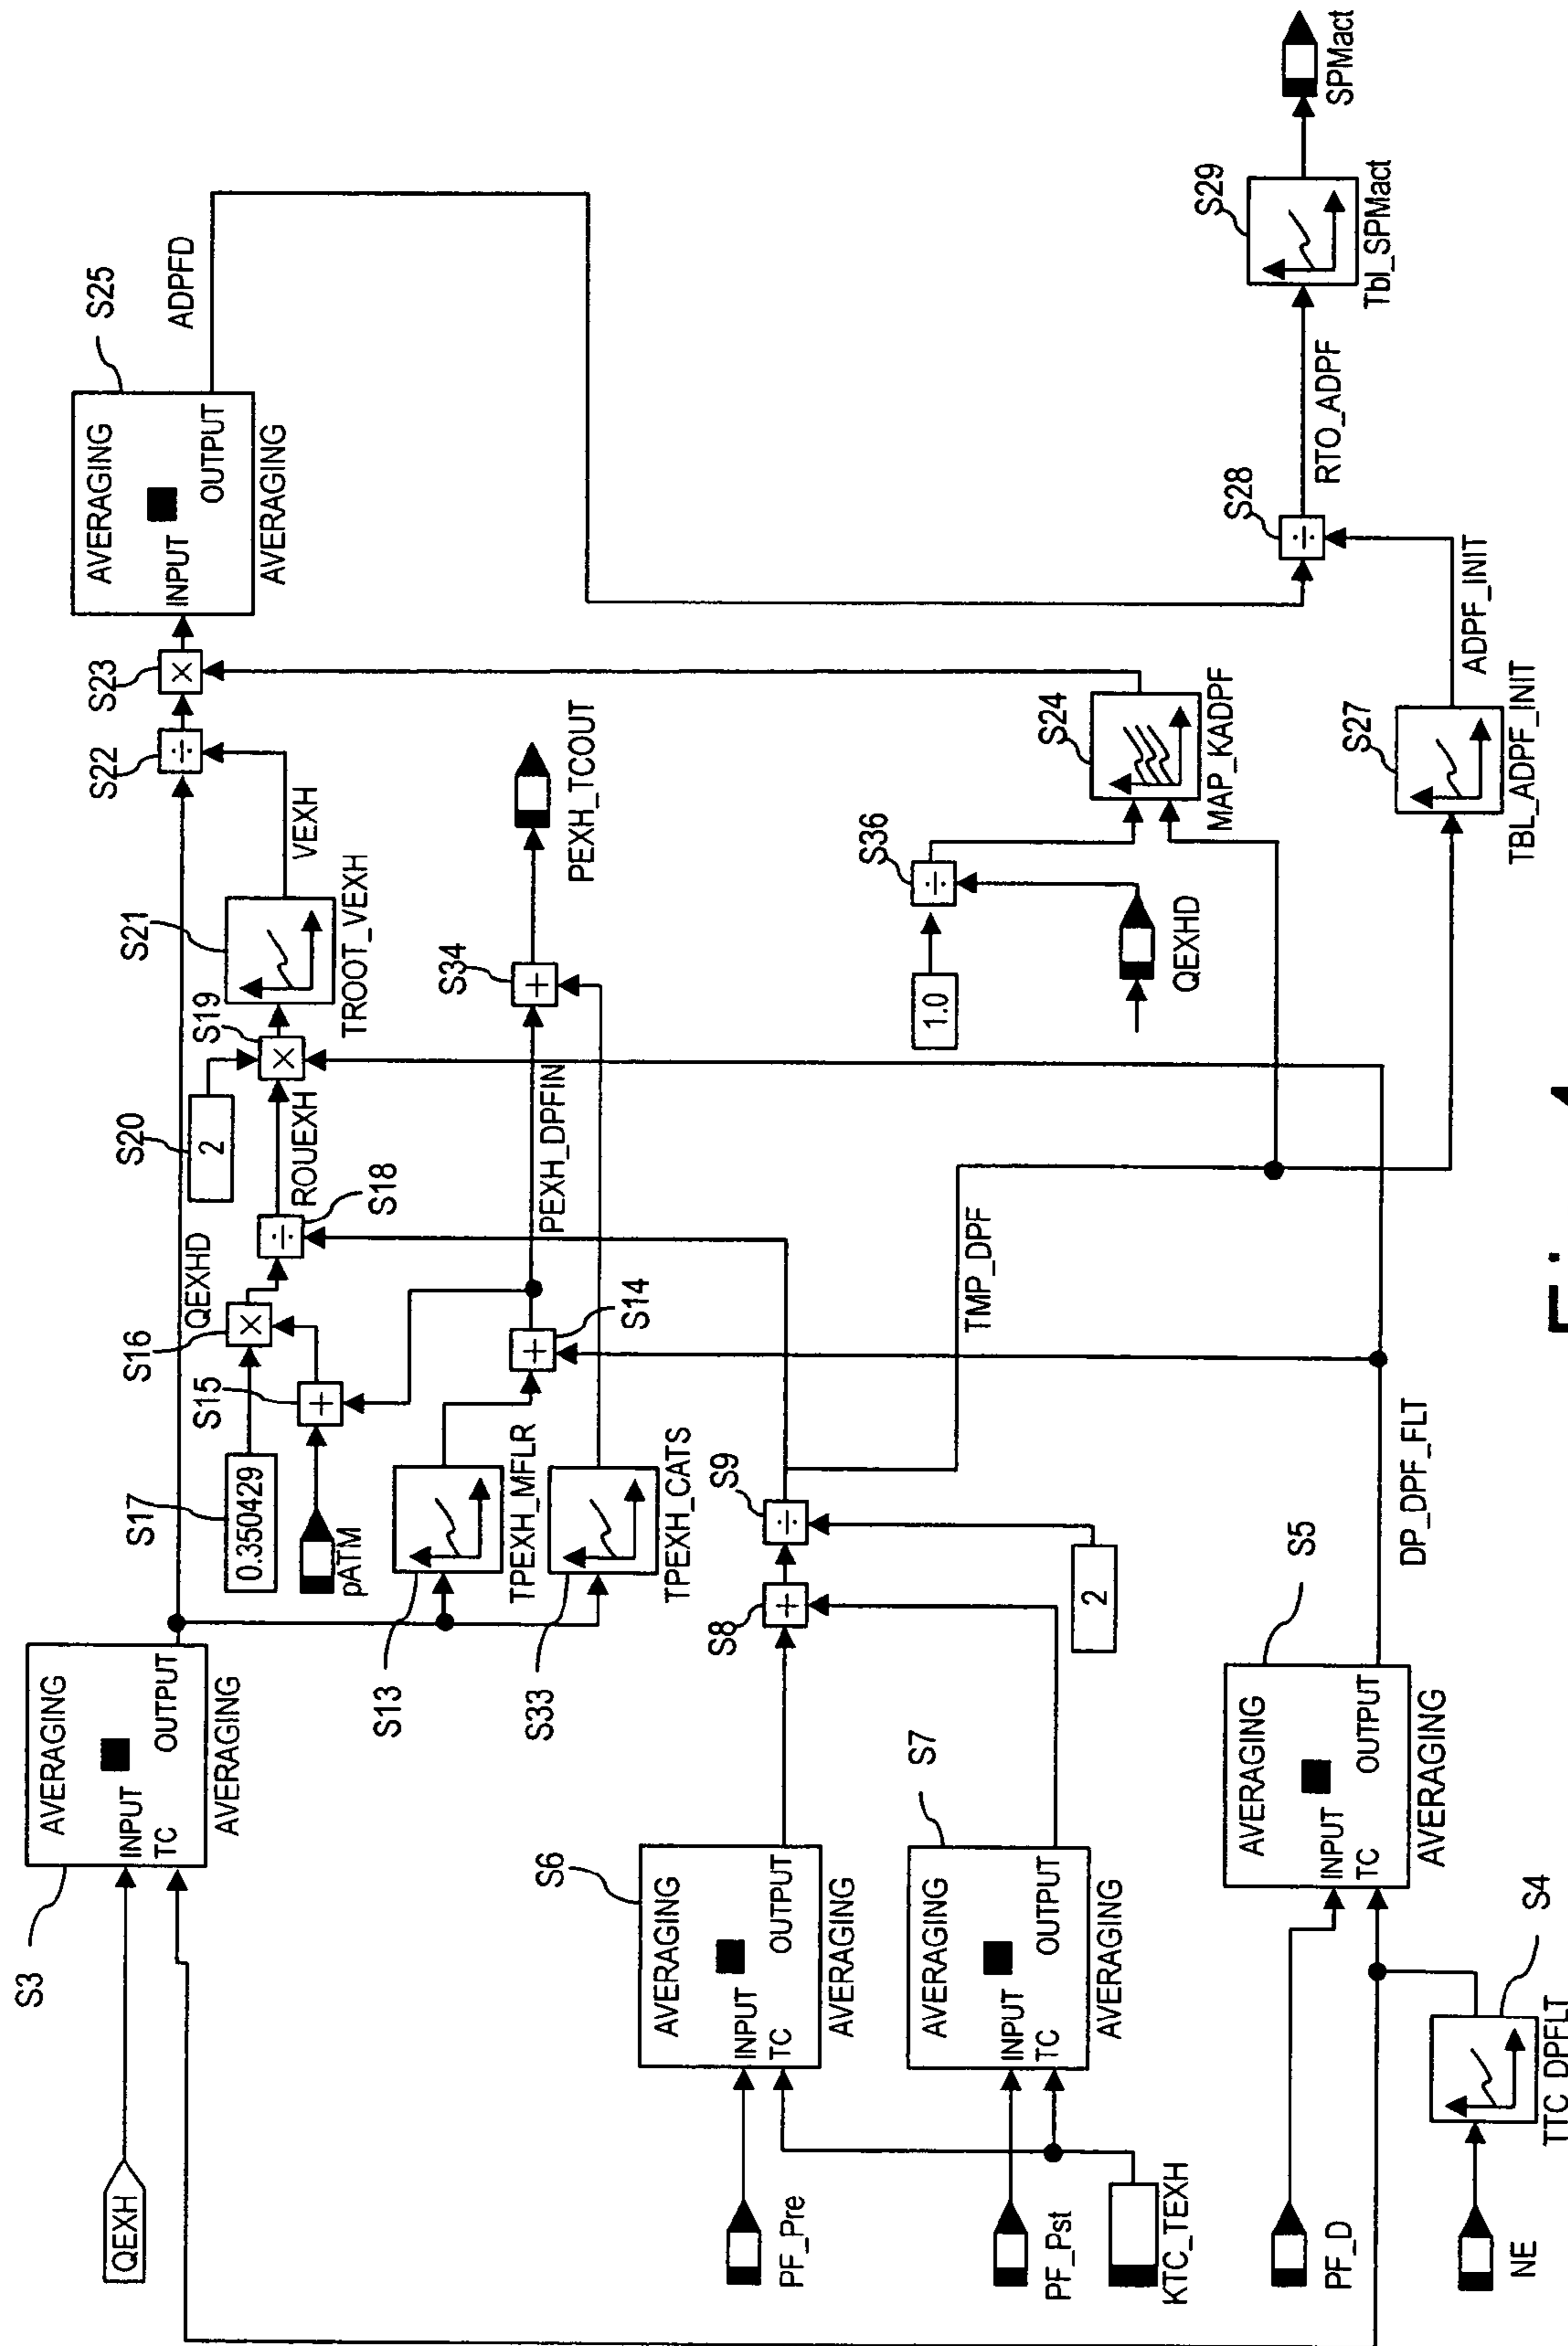 S3
AVERAGING
INPUT
TC
OUTPUT
AVERAGING
QEXH
QEXHD
S25
AVERAGING
INPUT
OUTPUT
AVERAGING
ADPFD
S23
×
S22
÷
VEXH
S21
TROOT_VEXH
S19
×
S20
2
ROUEXH
S18
÷
S16
×
S15
+
S17
0.350429
pATM
S13
TPEXH_MFLR
S33
TPEXH_CATS
S14
+
PEXH_DPFIN
S34
+
PEXH_TCOUT
S6
AVERAGING
INPUT
TC
OUTPUT
AVERAGING
PF_Pre
S7
AVERAGING
INPUT
TC
OUTPUT
AVERAGING
PF_Pst
KTC_TEXH
S8
+
S9
÷
2
TMP_DPF
S36
÷
1.0
QEXHD
S24
MAP_KADPF
S5
AVERAGING
INPUT
TC
OUTPUT
AVERAGING
PF_D
NE
S4
TTC_DPFLT
DP_DPF_FLT
S27
TBL_ADPF_INIT
ADPF_INIT
S28
÷
RTO_ADPF
S29
Tbl_SPMact
SPMact